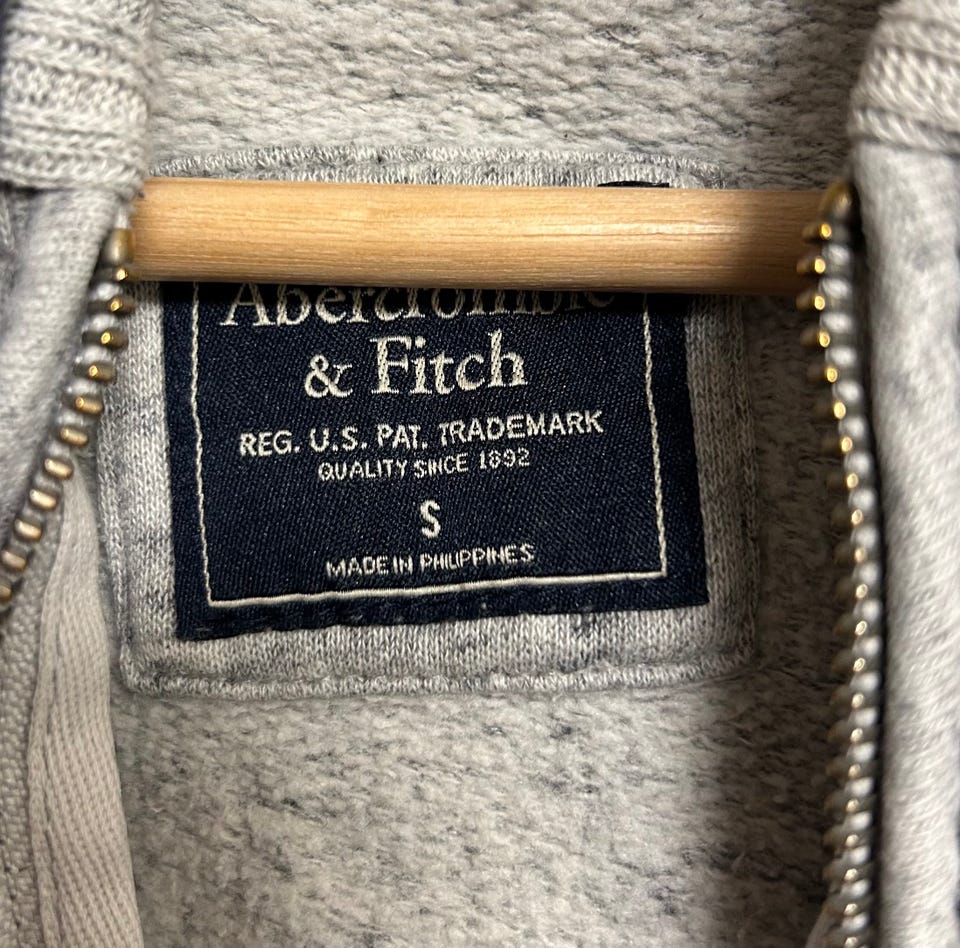 Abercrombie
& Fitch
REG. U.S. PAT. TRADEMARK
QUALITY SINCE 1892
S
MADE IN PHILIPPINES